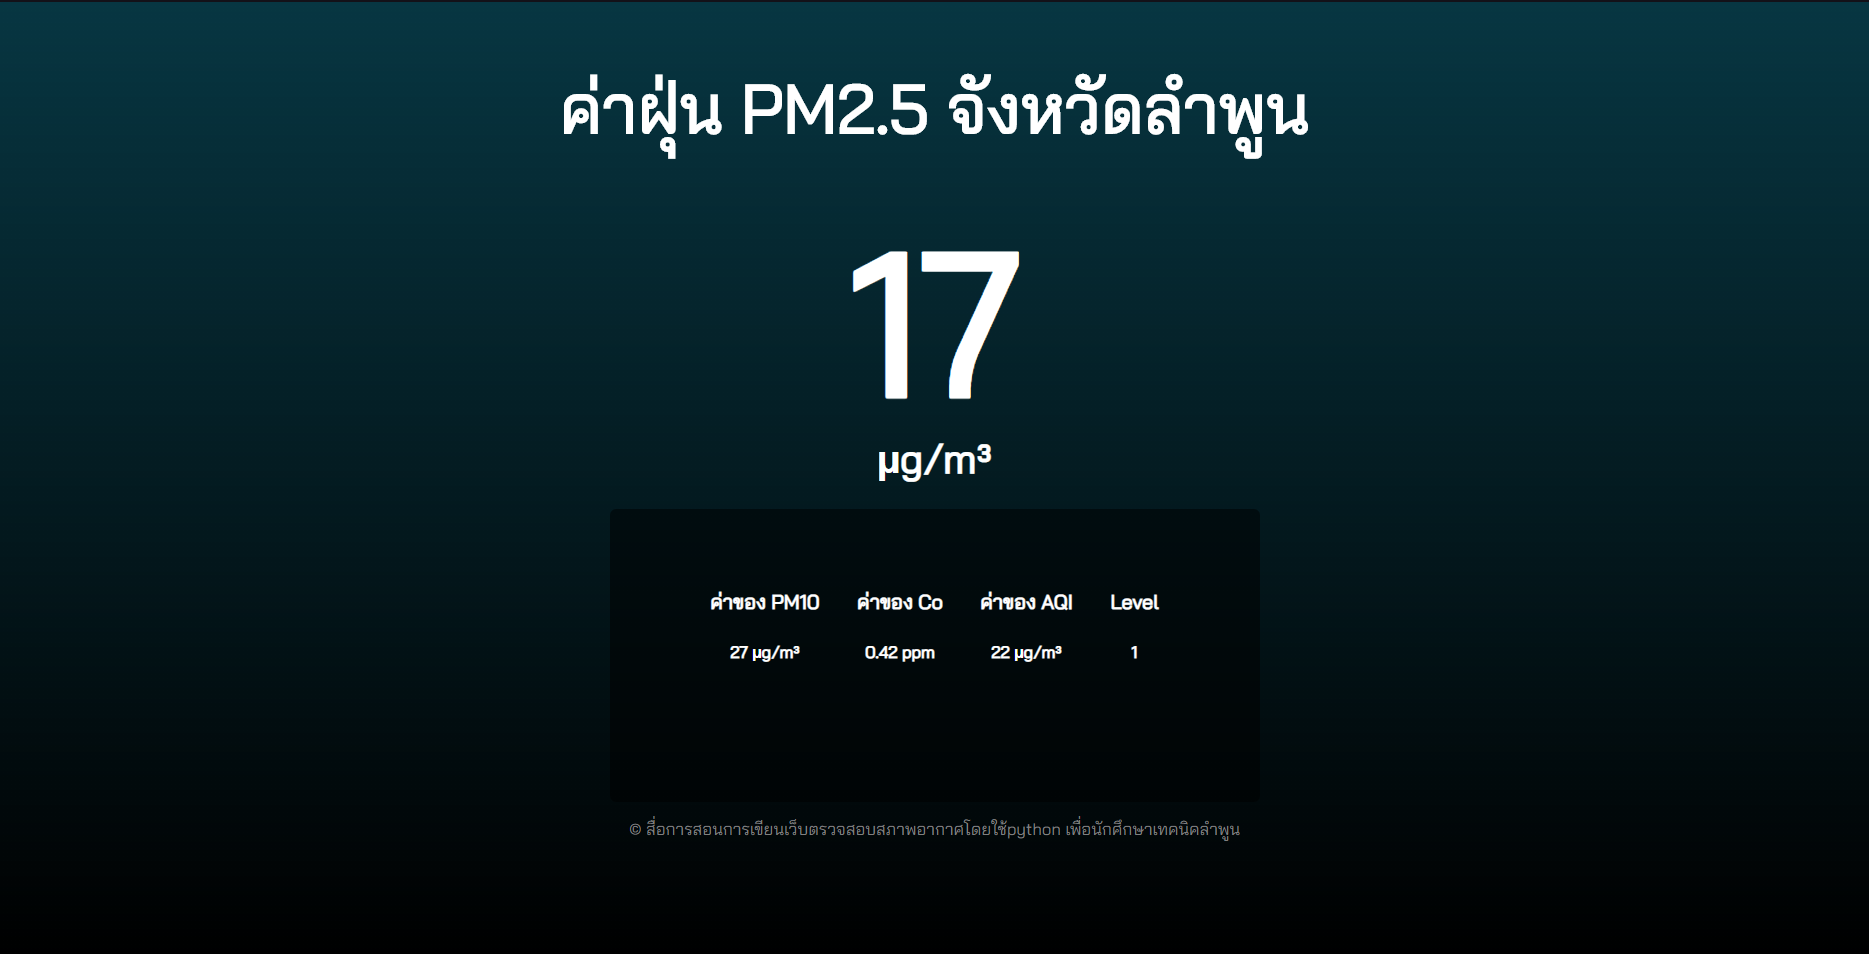 ค่าฝุ่น PM2.5 จังหวัดลำพูน
17
µg/m³
ค่าของ PM10 ค่าของ Co ค่าของ AQI Level
27 µg/m³ 0.42 ppm 22 µg/m³ 1
© สื่อการสอนการเขียนเว็บตรวจสอบสภาพอากาศโดยใช้python เพื่อนักศึกษาเทคนิคลำพูน